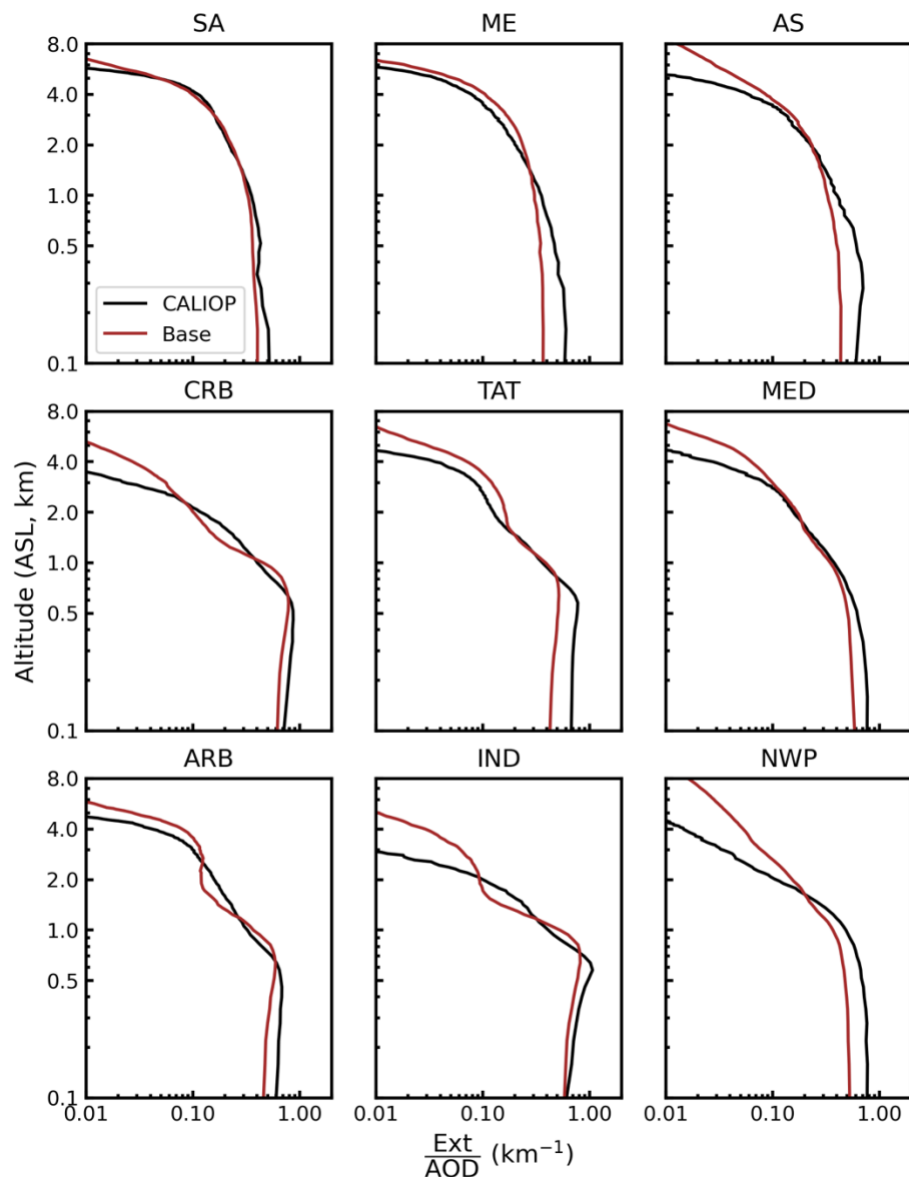 SA ME AS
8.0
4.0
2.0
1.0
0.5
0.1
CALIOP
Base
CRB TAT MED
8.0
4.0
2.0
1.0
0.5
0.1
Altitude (ASL, km)
ARB IND NWP
8.0
4.0
2.0
1.0
0.5
0.1
0.01 0.10 1.00 0.01 0.10 1.00 0.01 0.10 1.00
Ext
AOD (km⁻¹)